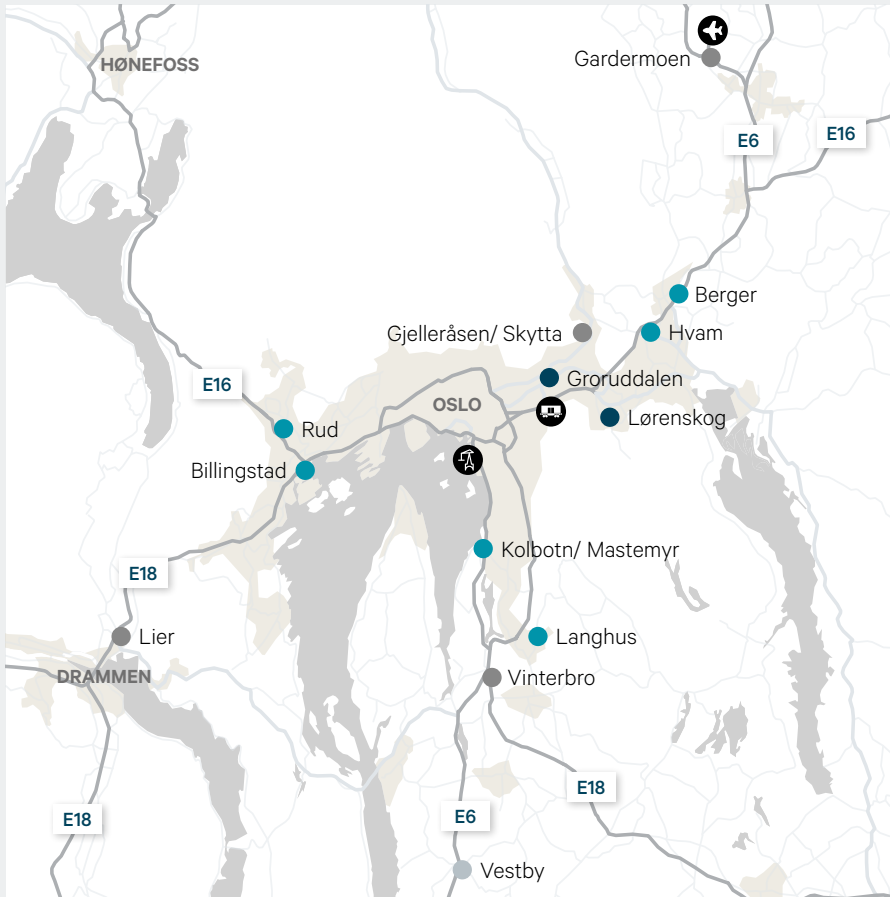 Gardermoen
HØNEFOSS
E6
E16
Berger
Gjelleråsen/ Skytta
Hvam
Groruddalen
E16
OSLO
Lørenskog
Rud
Billingstad
Kolbotn/ Mastemyr
E18
Lier
Langhus
DRAMMEN
Vinterbro
E18
E6
E18
Vestby